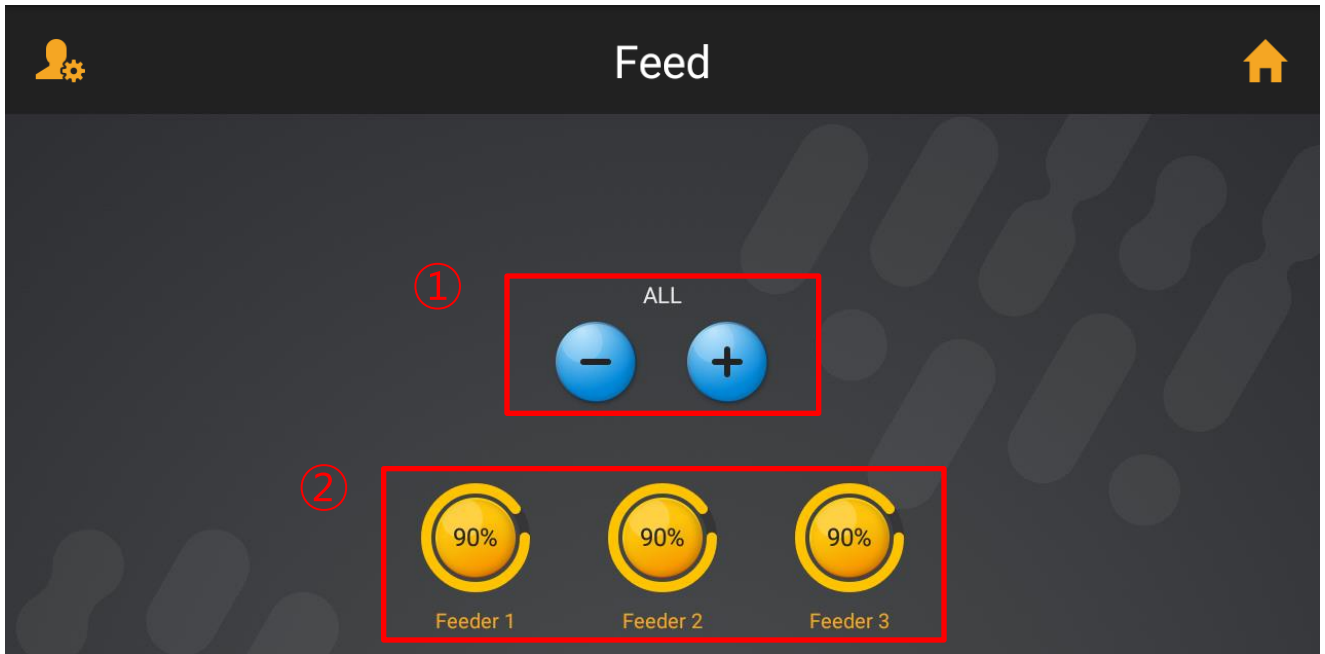 Feed
①
ALL
− +
②
90% 90% 90%
Feeder 1 Feeder 2 Feeder 3